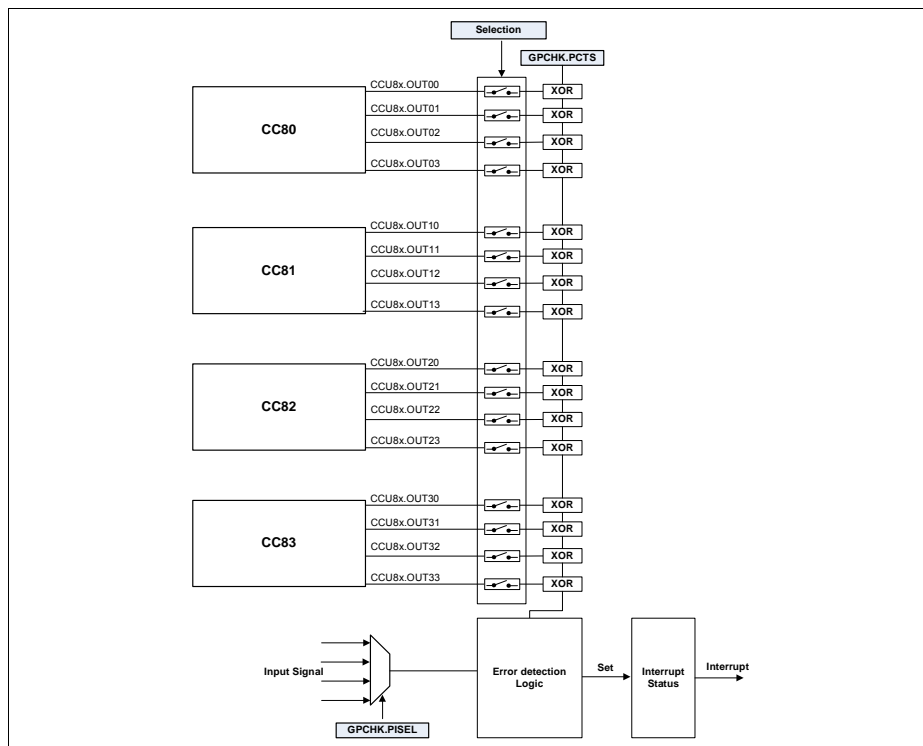 Selection
GPCHK.PCTS
CCU8x.OUT00
XOR
CCU8x.OUT01
XOR
CC80
CCU8x.OUT02
XOR
CCU8x.OUT03
XOR
CCU8x.OUT10
XOR
CCU8x.OUT11
XOR
CC81
CCU8x.OUT12
XOR
CCU8x.OUT13
XOR
CCU8x.OUT20
XOR
CCU8x.OUT21
XOR
CC82
CCU8x.OUT22
XOR
CCU8x.OUT23
XOR
CCU8x.OUT30
XOR
CCU8x.OUT31
XOR
CC83
CCU8x.OUT32
XOR
CCU8x.OUT33
XOR
Input Signal
GPCHK.PISEL
Error detection
Logic
Set
Interrupt
Status
Interrupt